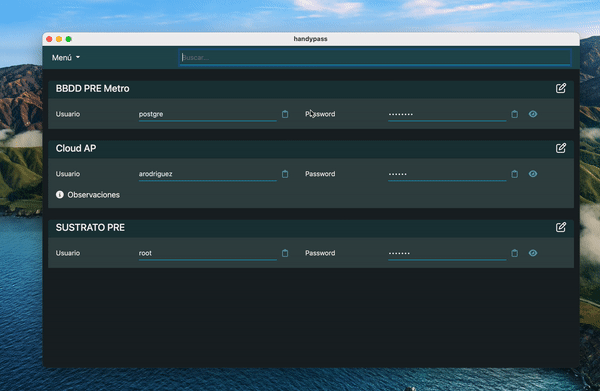 handypass
Menú
Buscar...
BBDD PRE Metro
Usuario postgre Password ••••••••
Cloud AP
Usuario arodriguez Password ••••••
Observaciones
SUSTRATO PRE
Usuario root Password •••••••